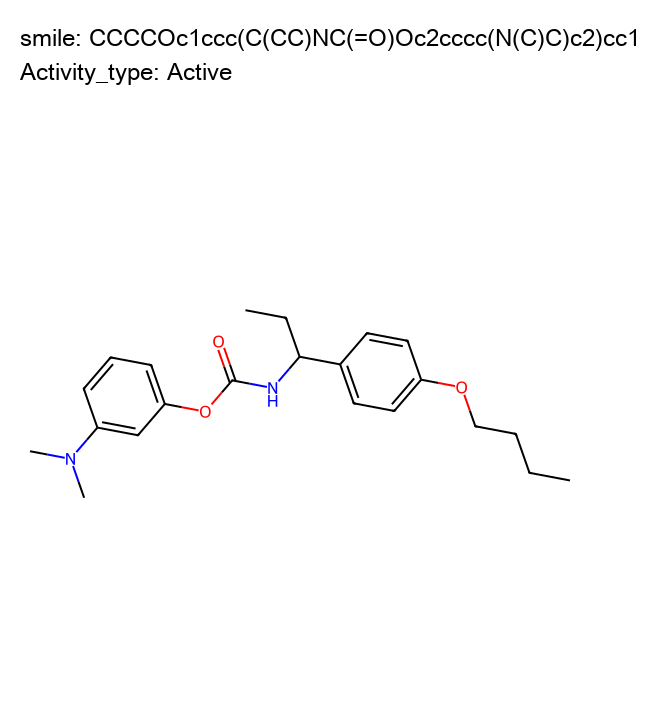 smile: CCCCOc1ccc(C(CC)NC(=O)Oc2cccc(N(C)C)c2)cc1
Activity_type: Active
O
O
N
H
O
N